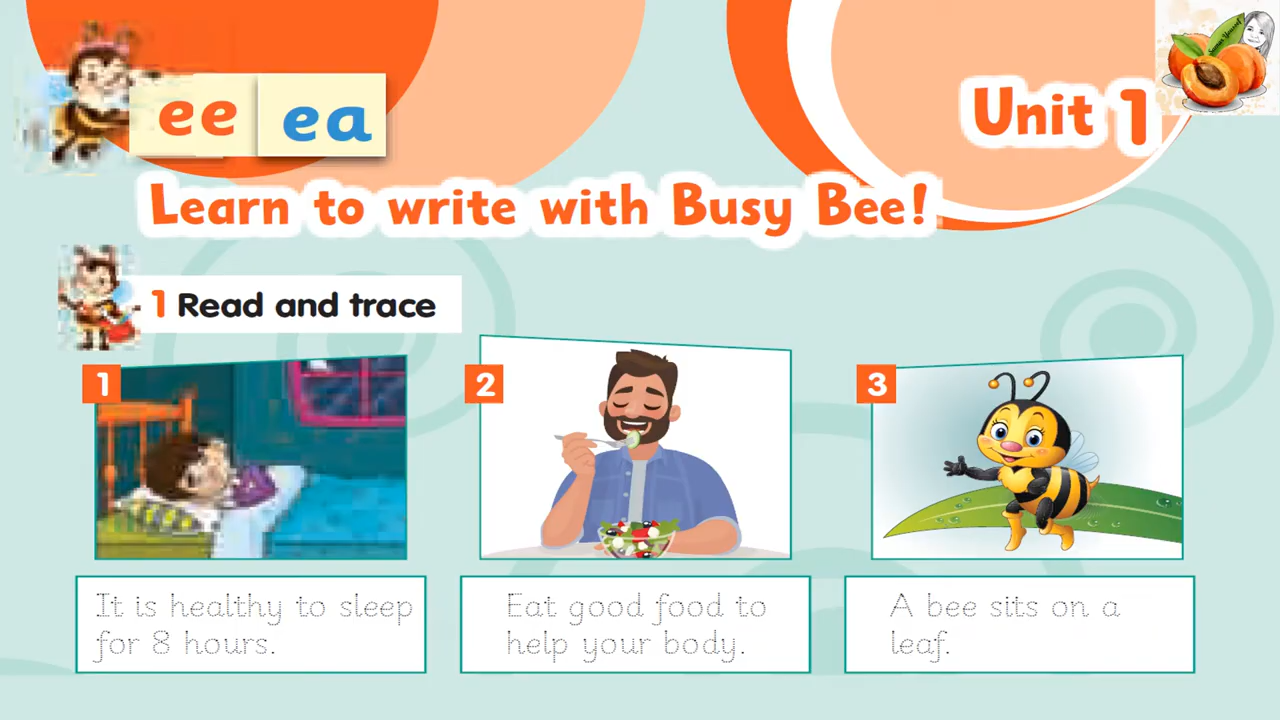 ee ea
Unit 1
Learn to write with Busy Bee!
1 Read and trace
1
2
3
It is healthy to sleep
for 8 hours.
Eat good food to
help your body.
A bee sits on a
leaf.